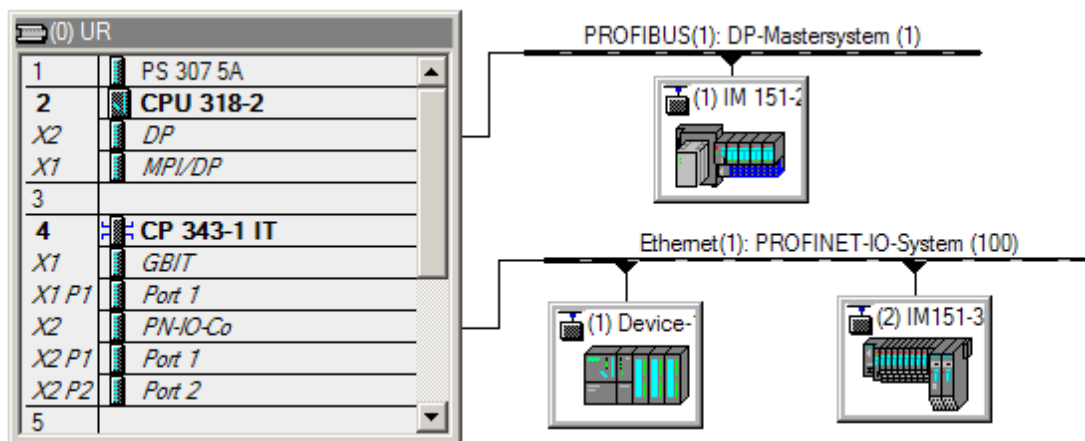 (0) UR
1 PS 307 5A
2 CPU 318-2
X2 DP
X1 MPI/DP
3
4 CP 343-1 IT
X1 GBIT
X1 P1 Port 1
X2 PN-IO-Co
X2 P1 Port 1
X2 P2 Port 2
5
PROFIBUS(1): DP-Mastersystem (1)
(1) IM 151-2
Ethernet(1): PROFINET-IO-System (100)
(1) Device-1
(2) IM151-3